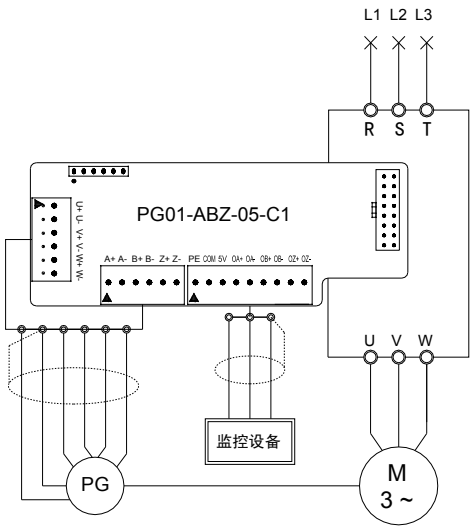 L1 L2 L3
R S T
PG01-ABZ-05-C1
U+
U-
V+
V-
W+
W-
A+ A- B+ B- Z+ Z-
PE COM 5V OA+ OA- OB+ OB- OZ+ OZ-
U V W
监控设备
PG
M
3 ~